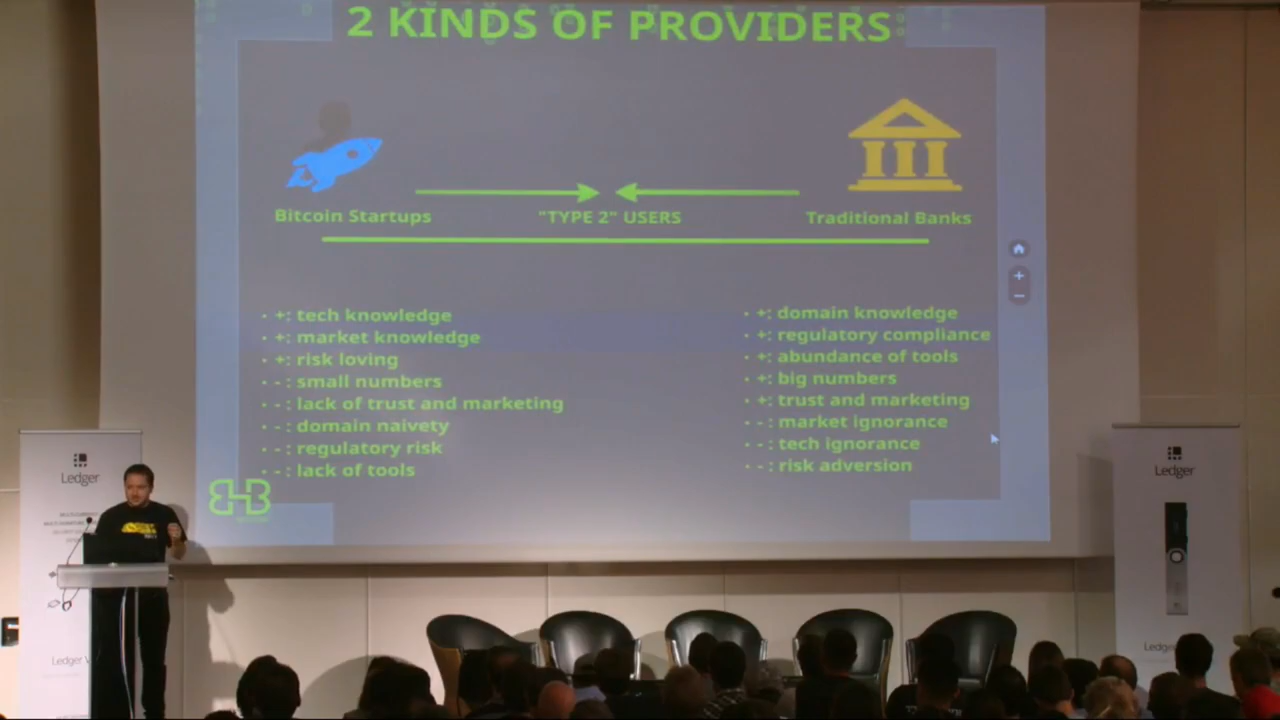 2 KINDS OF PROVIDERS
Bitcoin Startups
"TYPE 2" USERS
Traditional Banks
· +: tech knowledge
· +: market knowledge
· +: risk loving
· - : small numbers
· - : lack of trust and marketing
· - : domain naivety
· - : regulatory risk
· - : lack of tools
· +: domain knowledge
· +: regulatory compliance
· +: abundance of tools
· +: big numbers
· +: trust and marketing
· - : market ignorance
· - : tech ignorance
· - : risk adversion
BHB
Ledger
Ledger
Ledger